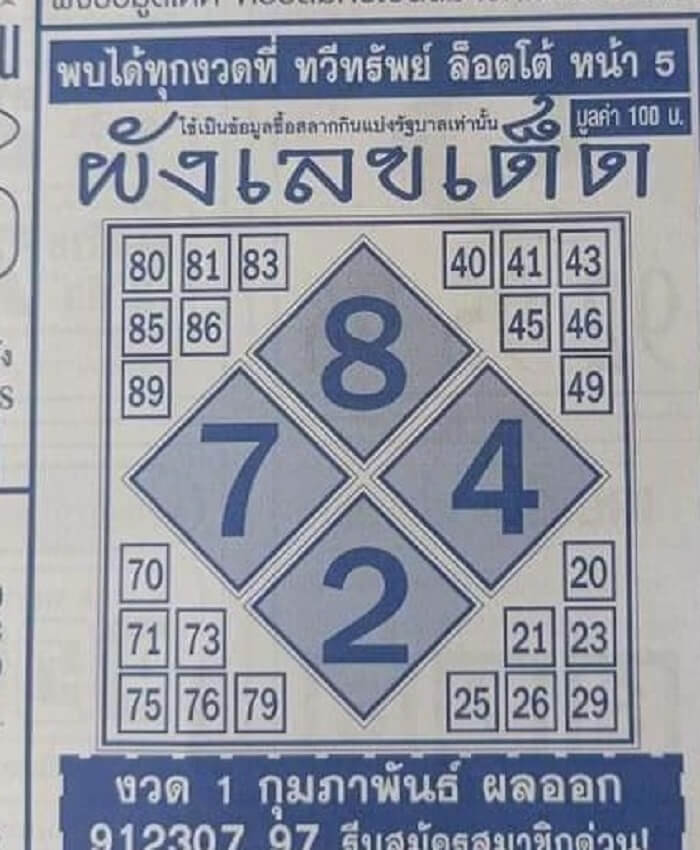 พบได้ทุกงวดที่ ทวีทรัพย์ ล็อตโต้ หน้า 5
ใช้เป็นข้อมูลซื้อสลากกินแบ่งรัฐบาลเท่านั้น
มูลค่า 100 บ.
ผังเลขเด็ด
80 81 83
40 41 43
85 86
45 46
89
49
8
7 4
2
70
20
71 73
21 23
75 76 79
25 26 29
งวด 1 กุมภาพันธ์ ผลออก
912307 97 รีบสมัครสมาชิกด่วน!